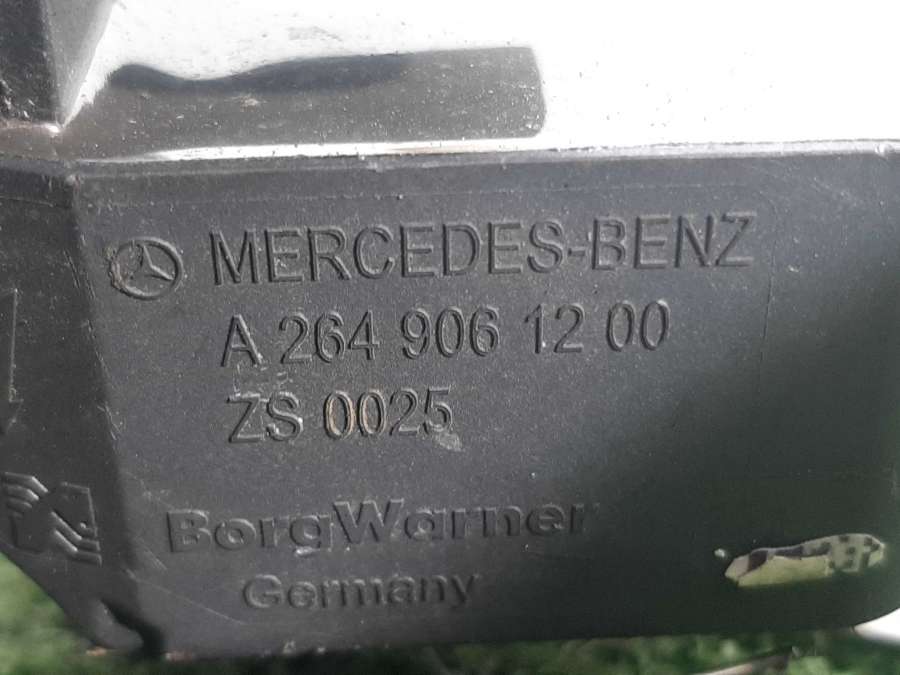 MERCEDES-BENZ
A 264 906 12 00
ZS 0025
BorgWarner
Germany